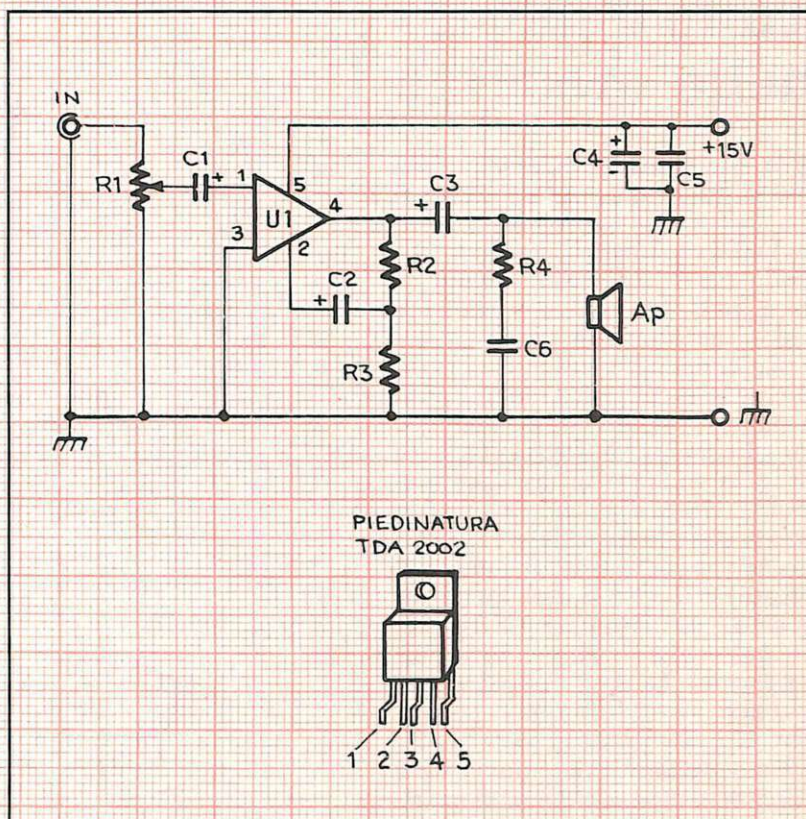 IN
R1
C1
+
1
5
U1
4
3
2
+
C2
R2
R3
+
C3
R4
C6
Ap
+
C4
-
C5
+15V
PIEDINATURA
TDA 2002
1 2 3 4 5